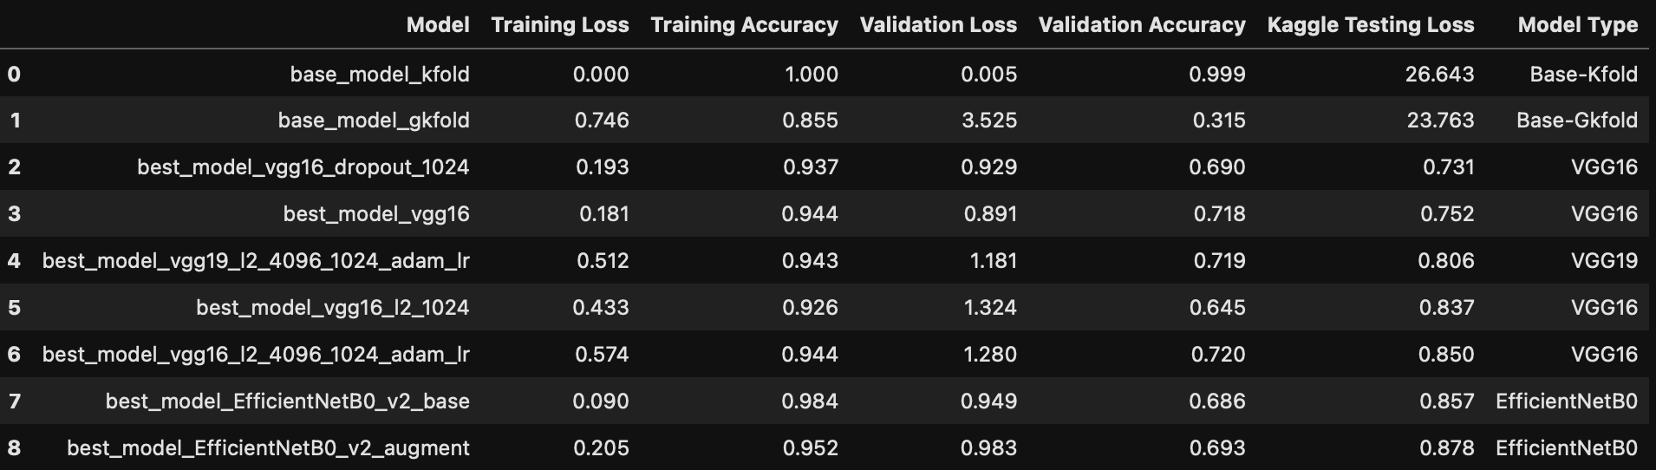 Model Training Loss Training Accuracy Validation Loss Validation Accuracy Kaggle Testing Loss Model Type
0 base_model_kfold 0.000 1.000 0.005 0.999 26.643 Base-Kfold
1 base_model_gkfold 0.746 0.855 3.525 0.315 23.763 Base-Gkfold
2 best_model_vgg16_dropout_1024 0.193 0.937 0.929 0.690 0.731 VGG16
3 best_model_vgg16 0.181 0.944 0.891 0.718 0.752 VGG16
4 best_model_vgg19_l2_4096_1024_adam_lr 0.512 0.943 1.181 0.719 0.806 VGG19
5 best_model_vgg16_l2_1024 0.433 0.926 1.324 0.645 0.837 VGG16
6 best_model_vgg16_l2_4096_1024_adam_lr 0.574 0.944 1.280 0.720 0.850 VGG16
7 best_model_EfficientNetB0_v2_base 0.090 0.984 0.949 0.686 0.857 EfficientNetB0
8 best_model_EfficientNetB0_v2_augment 0.205 0.952 0.983 0.693 0.878 EfficientNetB0